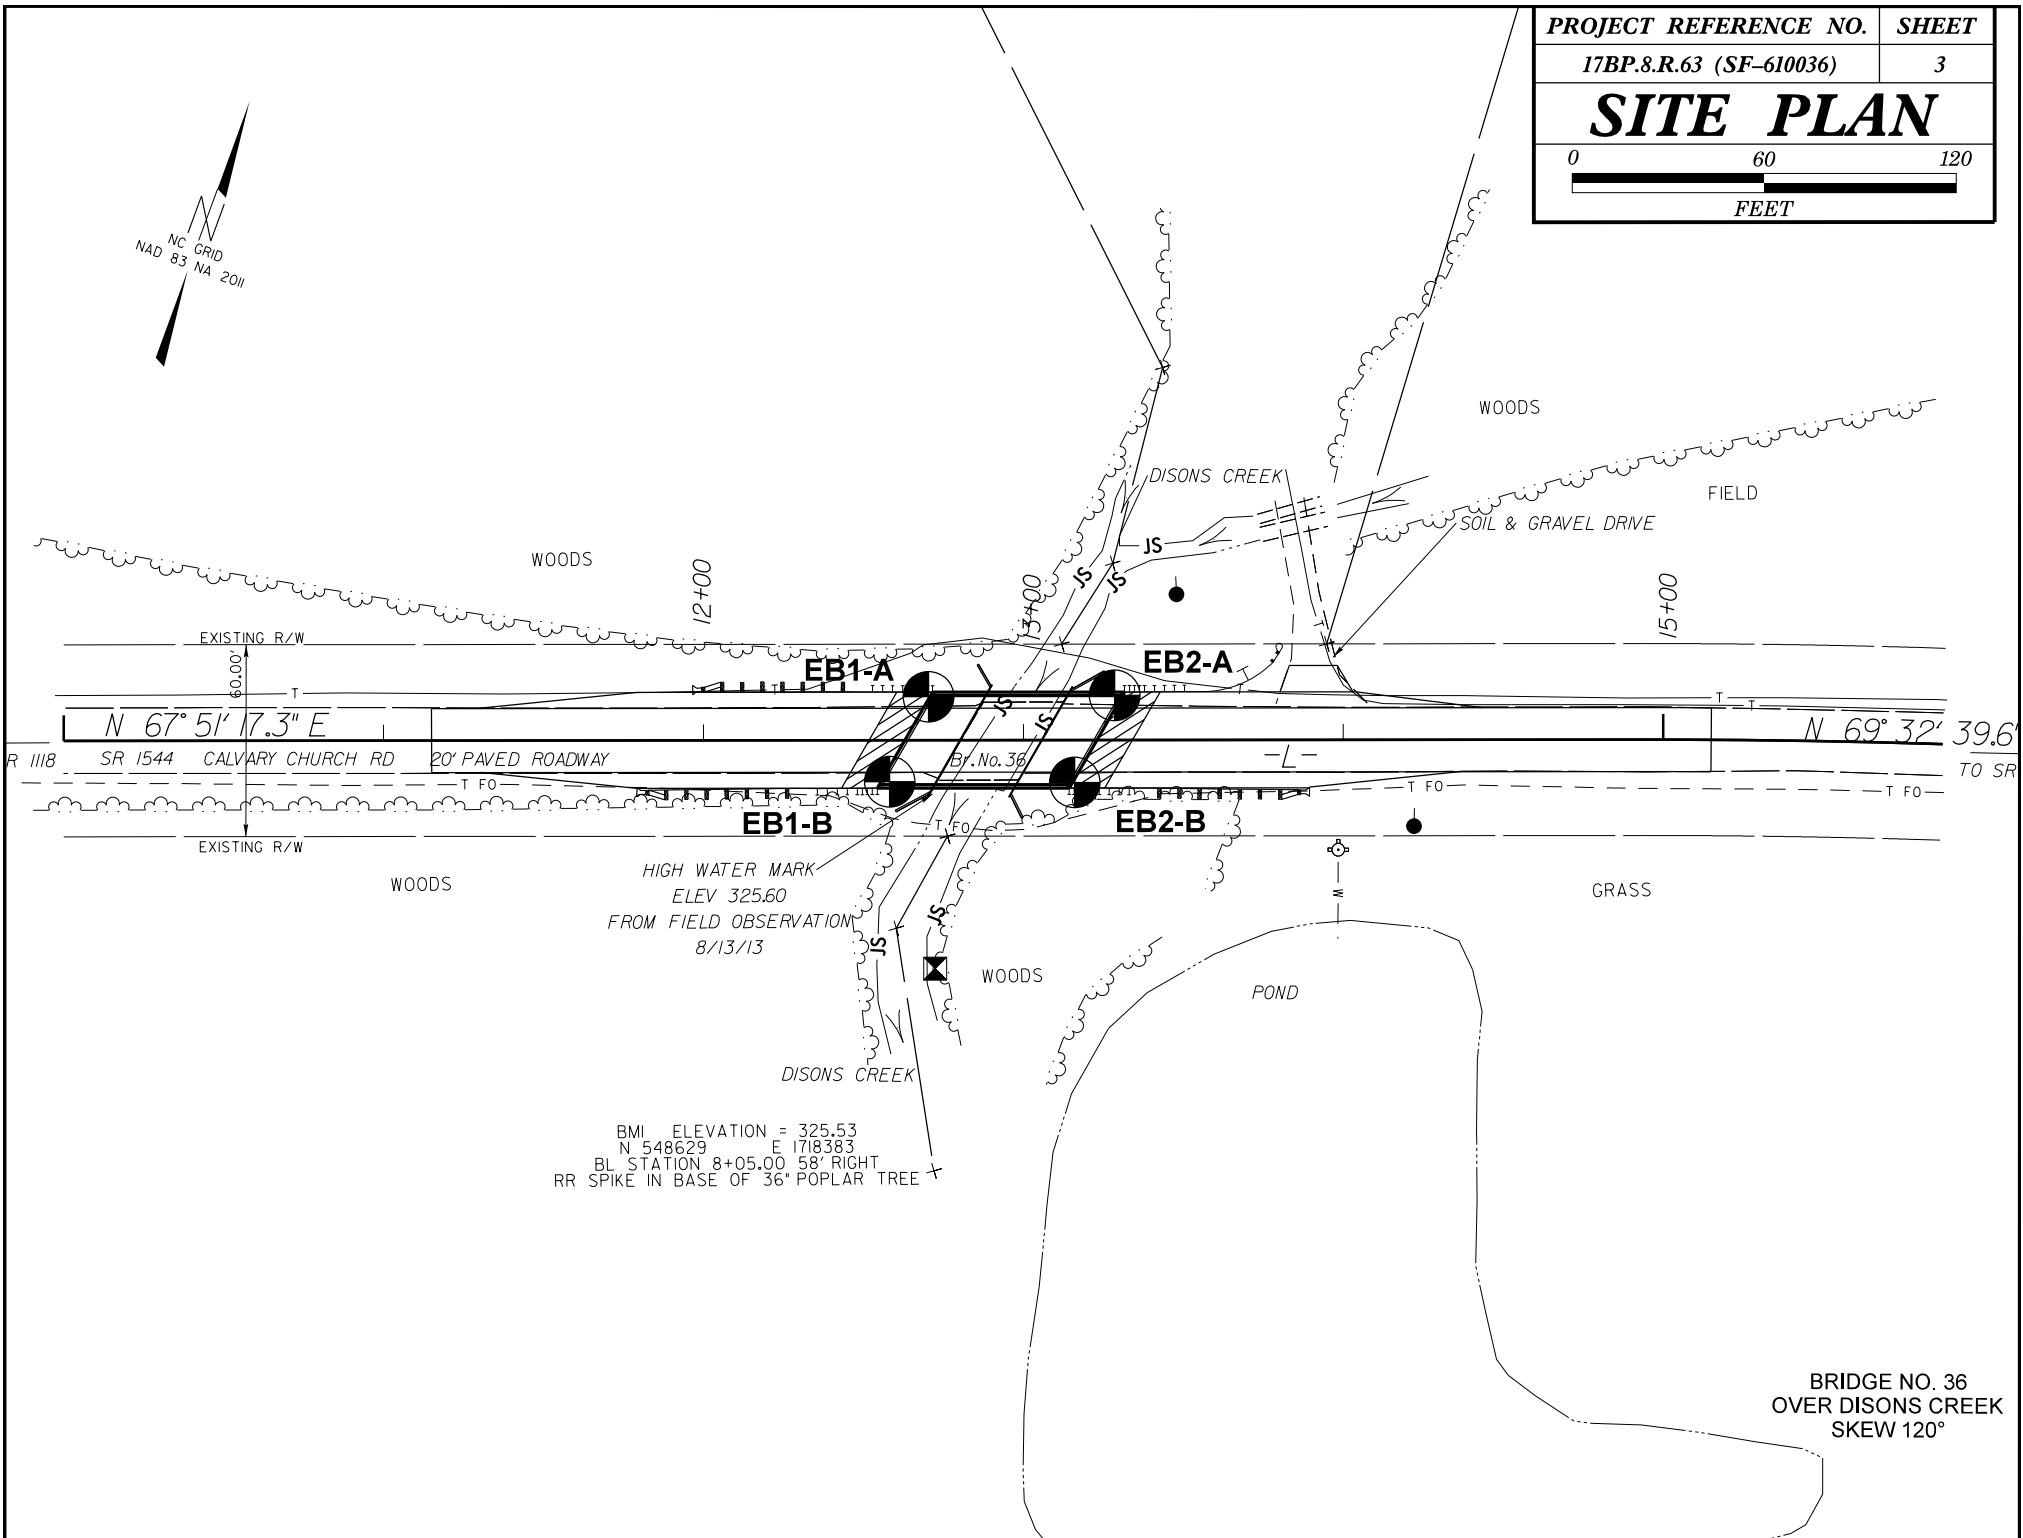 PROJECT REFERENCE NO. SHEET
17BP.8.R.63 (SF–610036) 3
SITE PLAN
0 60 120
FEET
NC GRID
NAD 83 NA 2011
WOODS
DISONS CREEK
FIELD
SOIL & GRAVEL DRIVE
WOODS
JS
JS
JS
12+00
13+00
15+00
EXISTING R/W
60.00'
EB1-A
EB2-A
T
T
T
T
T
T
JS
JS
N 67° 51' 17.3" E
N 69° 32' 39.6"
R 1118
SR 1544 CALVARY CHURCH RD
20' PAVED ROADWAY
Br. No. 36
-L-
TO SR
T FO
T FO
T FO
T FO
EB1-B
EB2-B
EXISTING R/W
HIGH WATER MARK
ELEV 325.60
FROM FIELD OBSERVATION
8/13/13
WOODS
W
GRASS
JS
JS
WOODS
POND
DISONS CREEK
BM1 ELEVATION = 325.53
N 548629 E 1718383
BL STATION 8+05.00 58' RIGHT
RR SPIKE IN BASE OF 36" POPLAR TREE
BRIDGE NO. 36
OVER DISONS CREEK
SKEW 120°